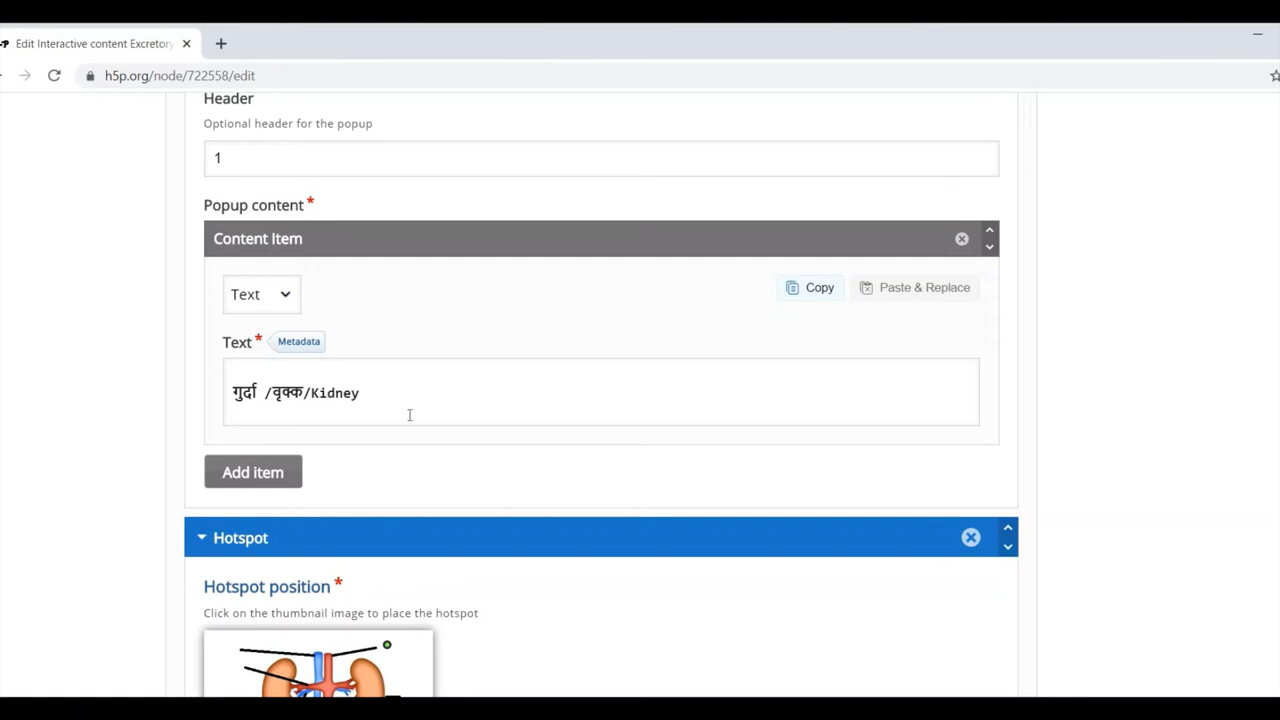 Edit Interactive content Excretory
h5p.org/node/722558/edit
Header
Optional header for the popup
1
Popup content *
Content Item
Text
Copy
Paste & Replace
Text * Metadata
गुर्दा /वृक्क/Kidney
Add item
Hotspot
Hotspot position *
Click on the thumbnail image to place the hotspot